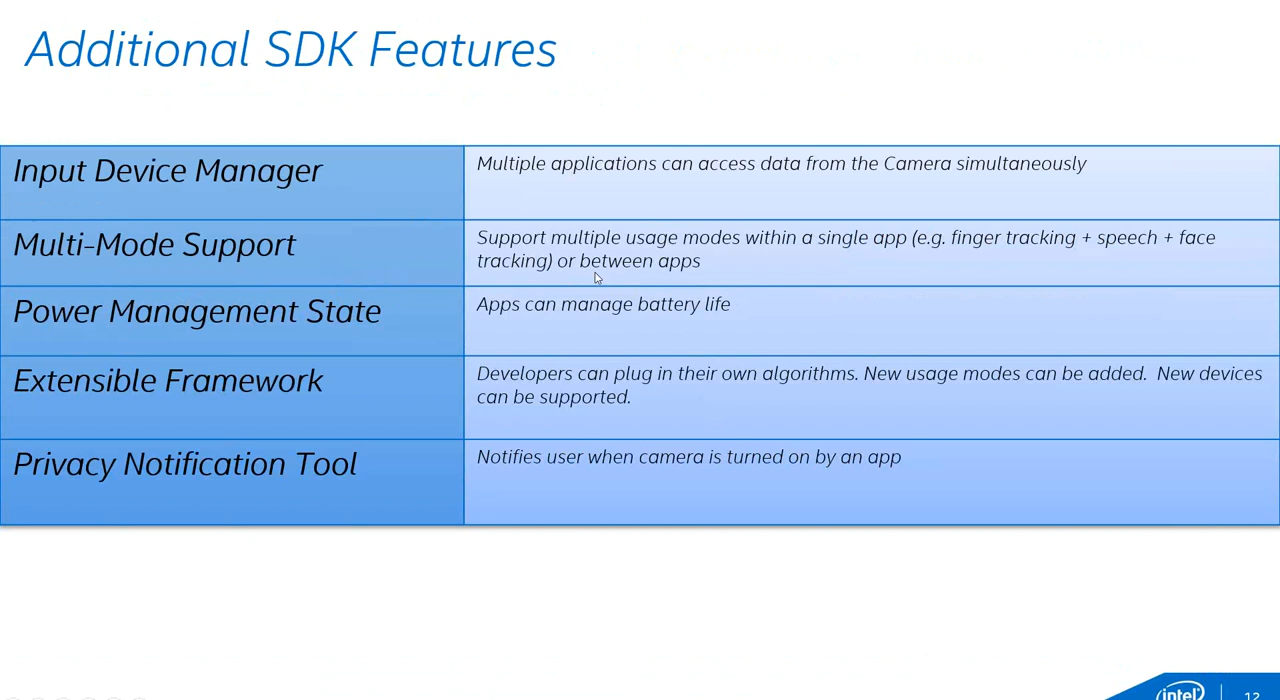 Additional SDK Features
Input Device Manager
Multiple applications can access data from the Camera simultaneously
Multi-Mode Support
Support multiple usage modes within a single app (e.g. finger tracking + speech + face
tracking) or between apps
Power Management State
Apps can manage battery life
Extensible Framework
Developers can plug in their own algorithms. New usage modes can be added.  New devices
can be supported.
Privacy Notification Tool
Notifies user when camera is turned on by an app
intel
12